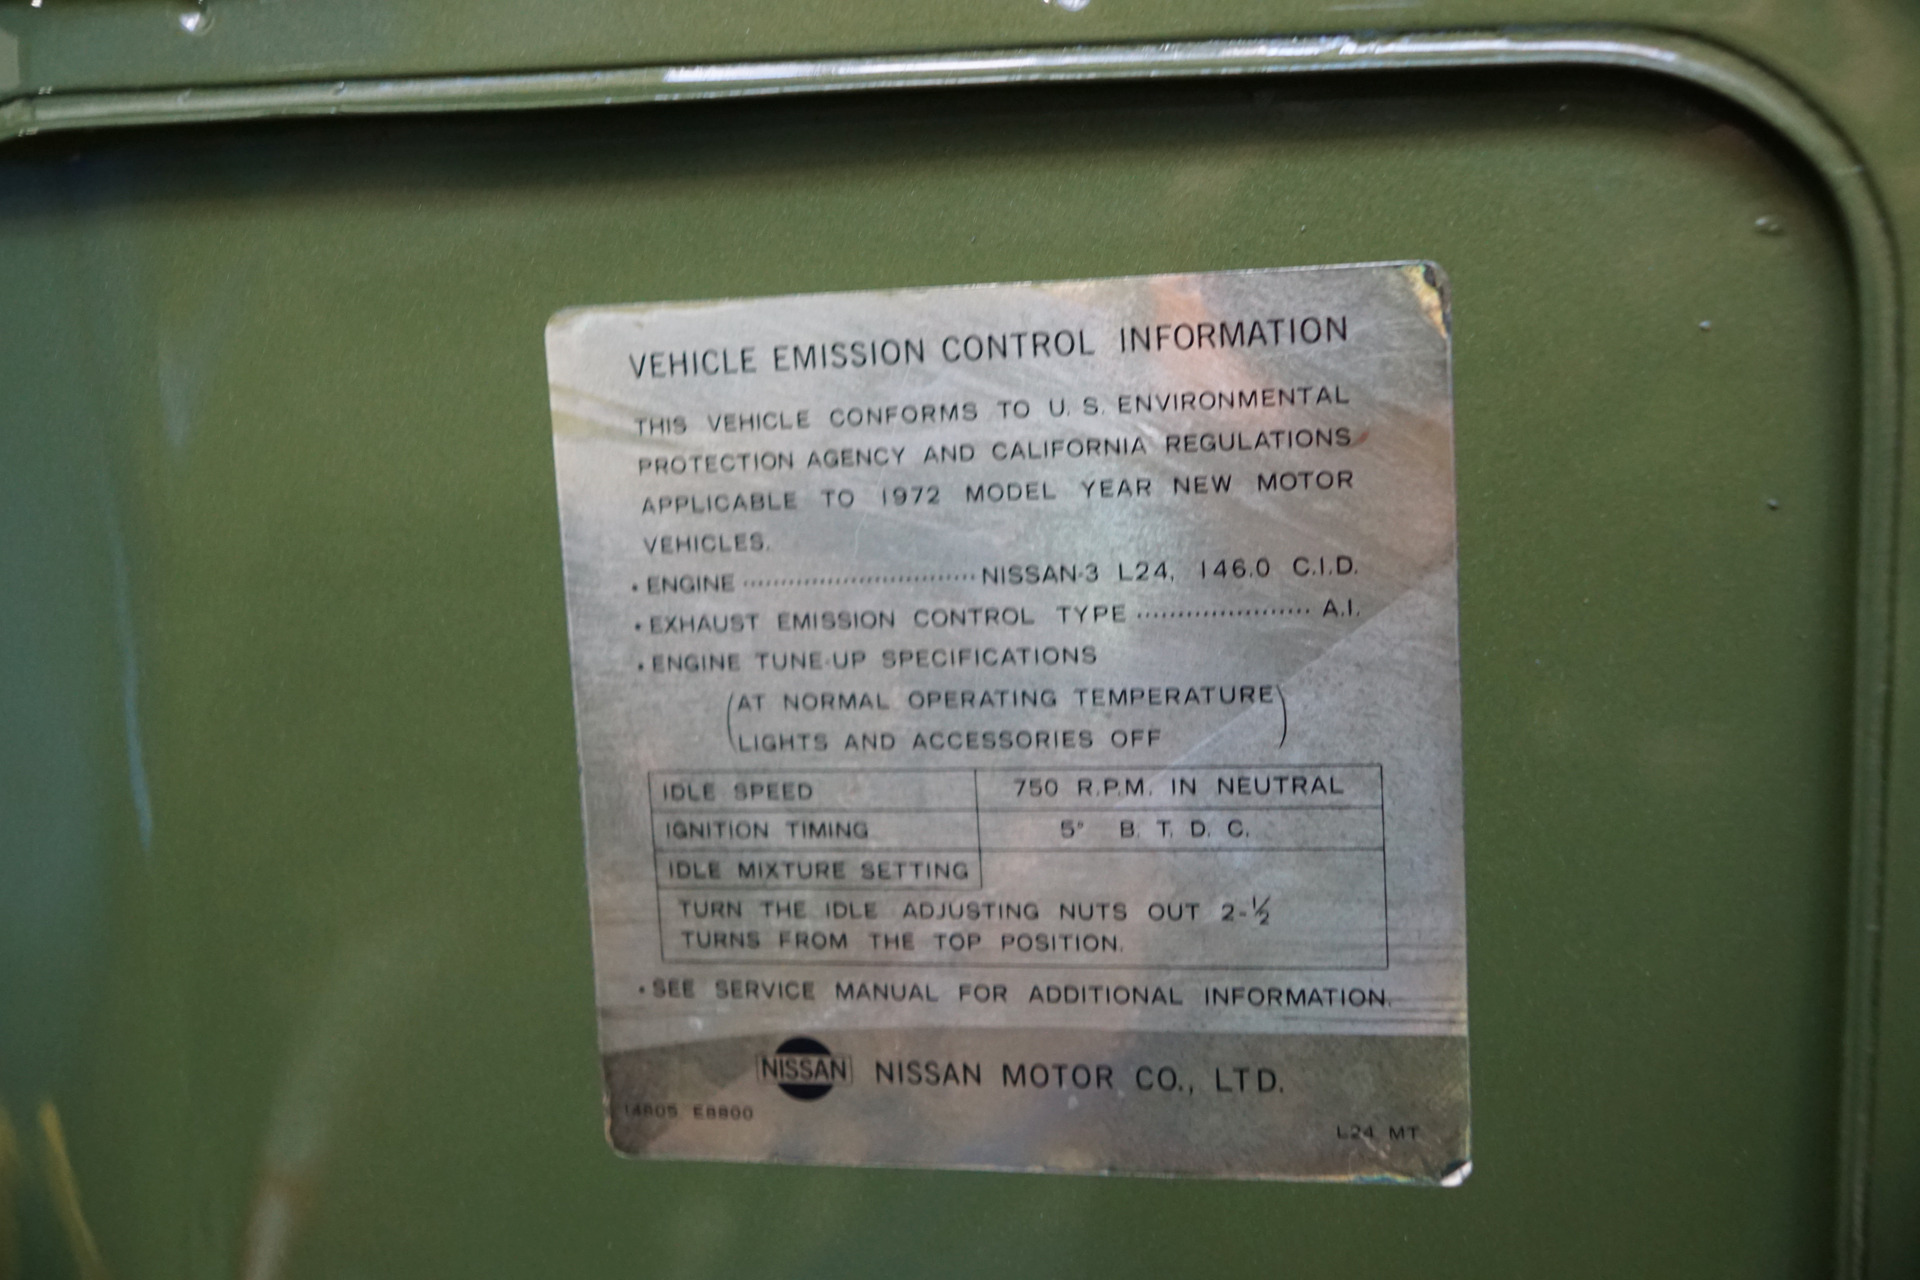 VEHICLE EMISSION CONTROL INFORMATION
THIS VEHICLE CONFORMS TO U. S. ENVIRONMENTAL
PROTECTION AGENCY AND CALIFORNIA REGULATIONS
APPLICABLE TO 1972 MODEL YEAR NEW MOTOR
VEHICLES.
• ENGINE ······························ NISSAN-3 L24, 146.0 C.I.D.
• EXHAUST EMISSION CONTROL TYPE ····················· A.I.
• ENGINE TUNE-UP SPECIFICATIONS
(AT NORMAL OPERATING TEMPERATURE
LIGHTS AND ACCESSORIES OFF)
IDLE SPEED 750 R.P.M. IN NEUTRAL
IGNITION TIMING 5° B. T. D. C.
IDLE MIXTURE SETTING
TURN THE IDLE ADJUSTING NUTS OUT 2-½
TURNS FROM THE TOP POSITION.
• SEE SERVICE MANUAL FOR ADDITIONAL INFORMATION.
NISSAN NISSAN MOTOR CO., LTD.
14805 E8800
L24 MT